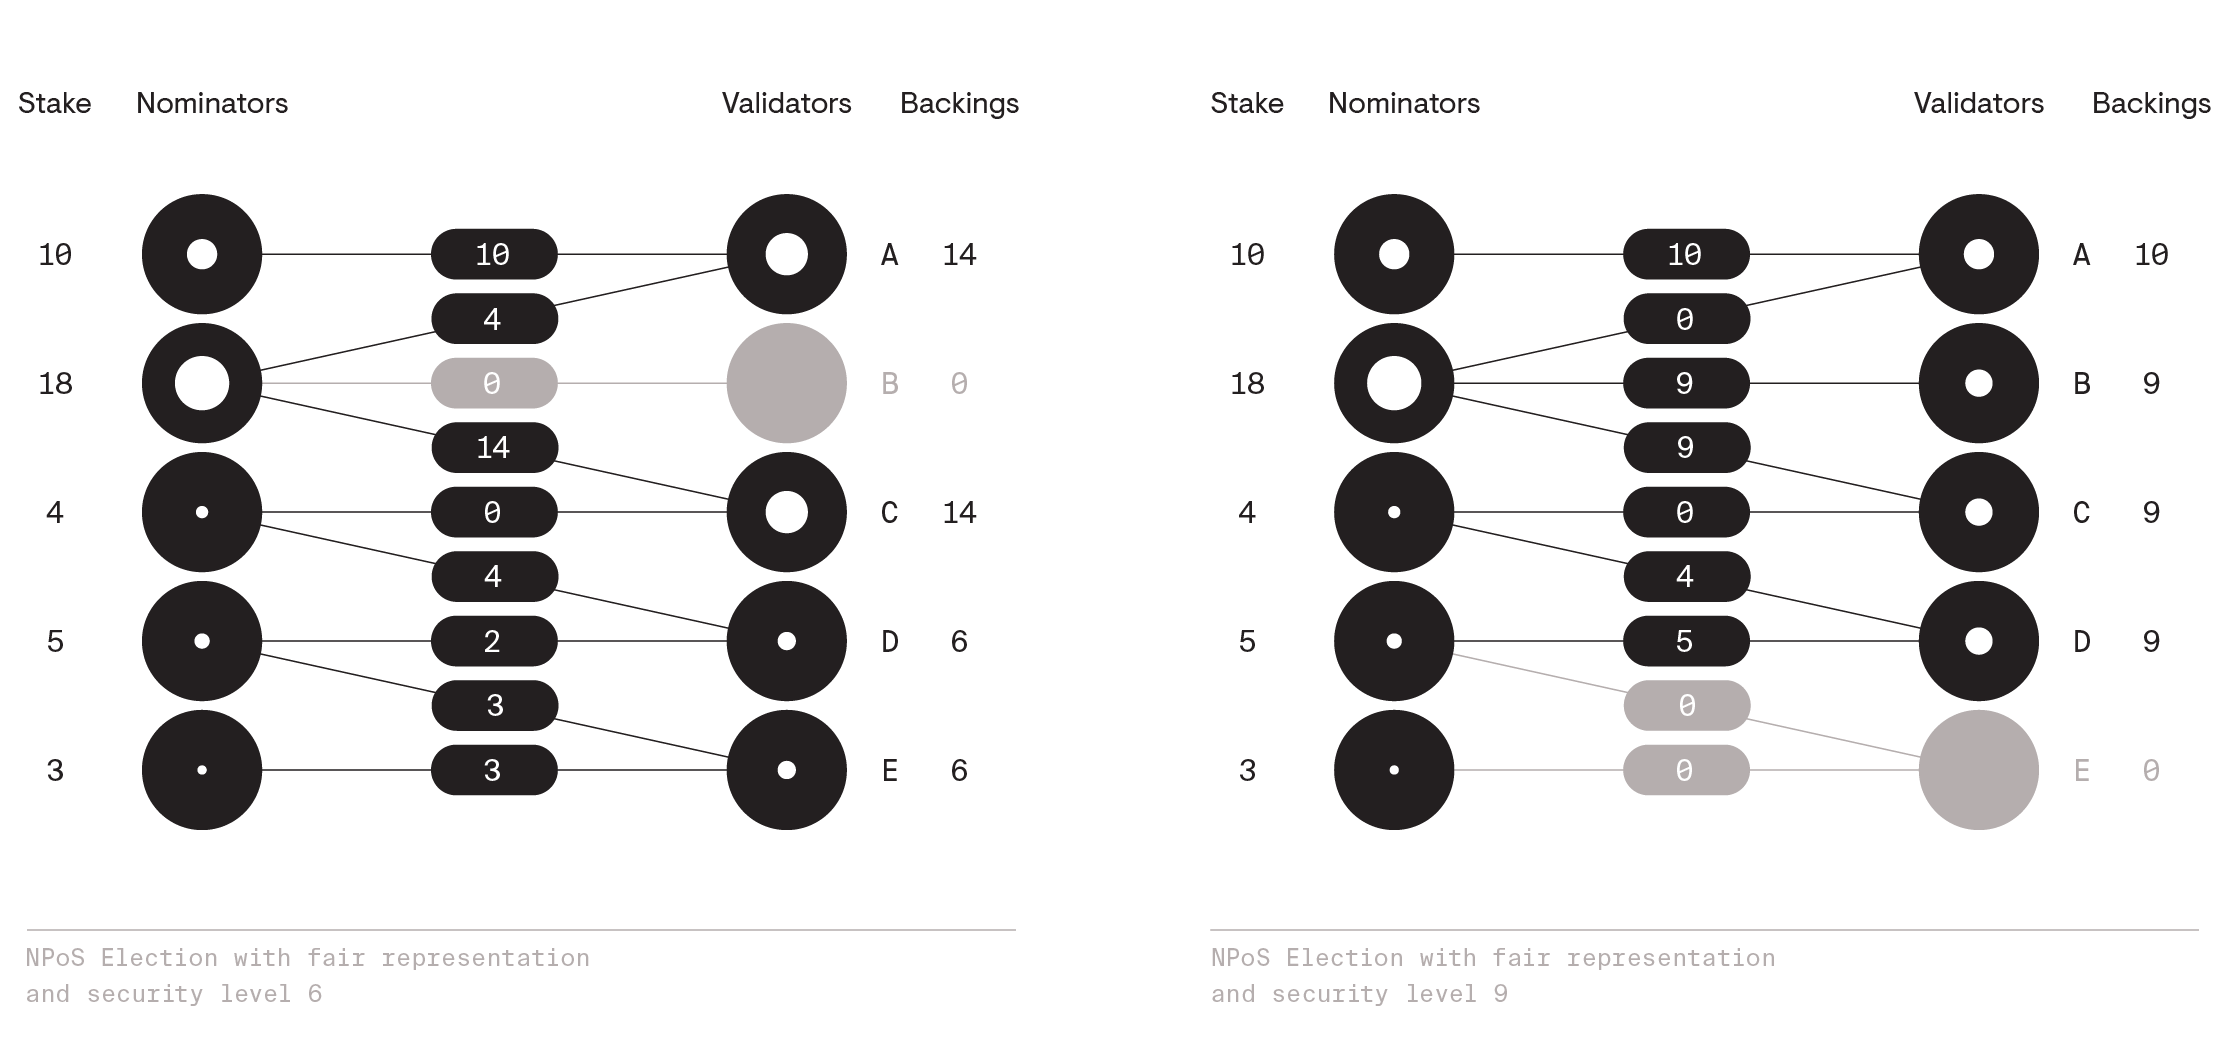 Stake Nominators Validators Backings
10 10 A 14
4
18 0 B 0
14
4 0 C 14
4
5 2 D 6
3
3 3 E 6
NPoS Election with fair representation
and security level 6
Stake Nominators Validators Backings
10 10 A 10
0
18 9 B 9
9
4 0 C 9
4
5 5 D 9
0
3 0 E 0
NPoS Election with fair representation
and security level 9